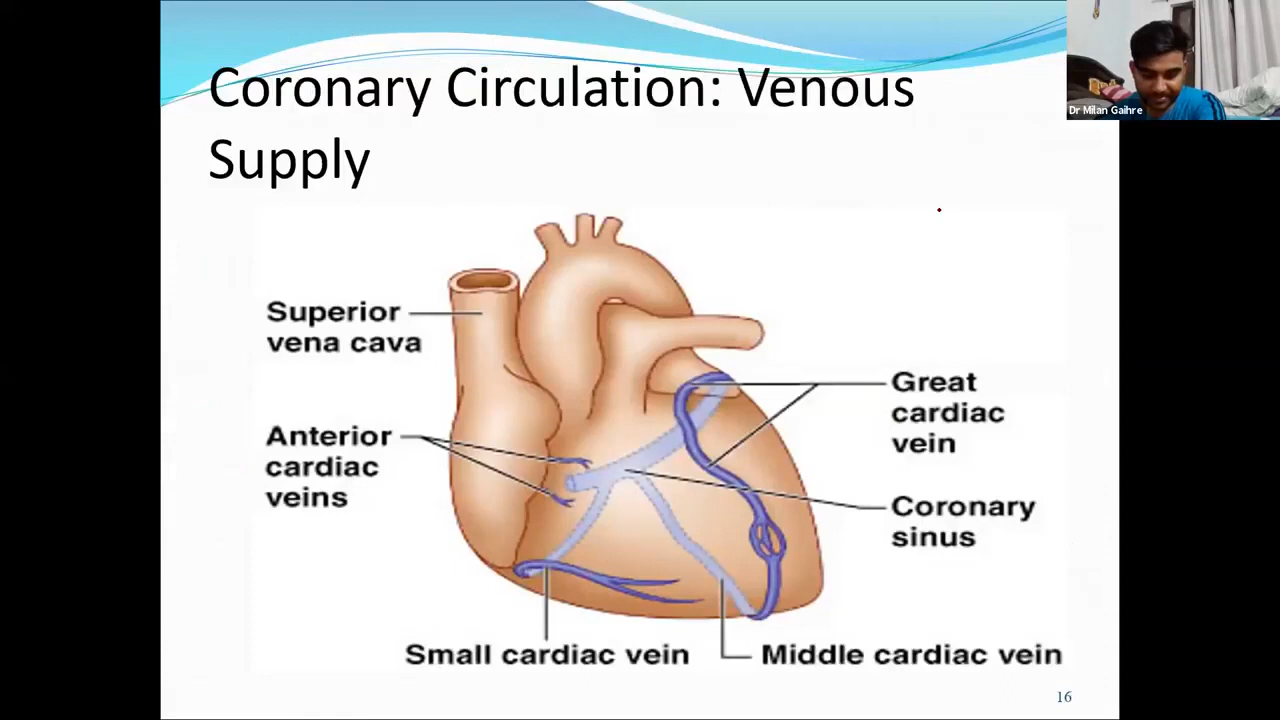 Coronary Circulation: Venous
Supply
Dr Milan Gaihre
Superior
vena cava
Anterior
cardiac
veins
Great
cardiac
vein
Coronary
sinus
Small cardiac vein
Middle cardiac vein
16